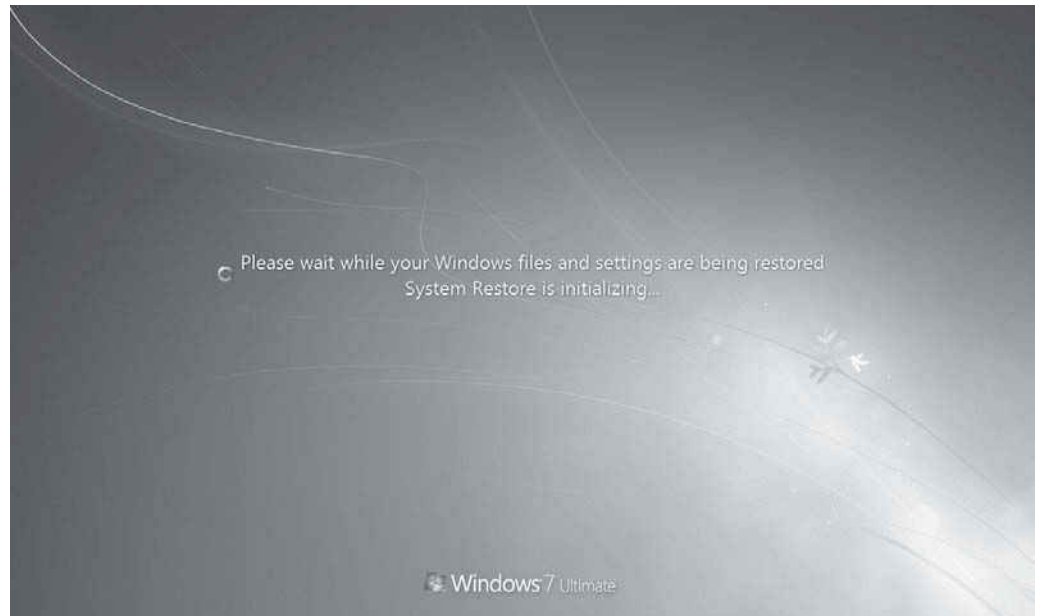 Please wait while your Windows files and settings are being restored
System Restore is initializing...
Windows 7 Ultimate